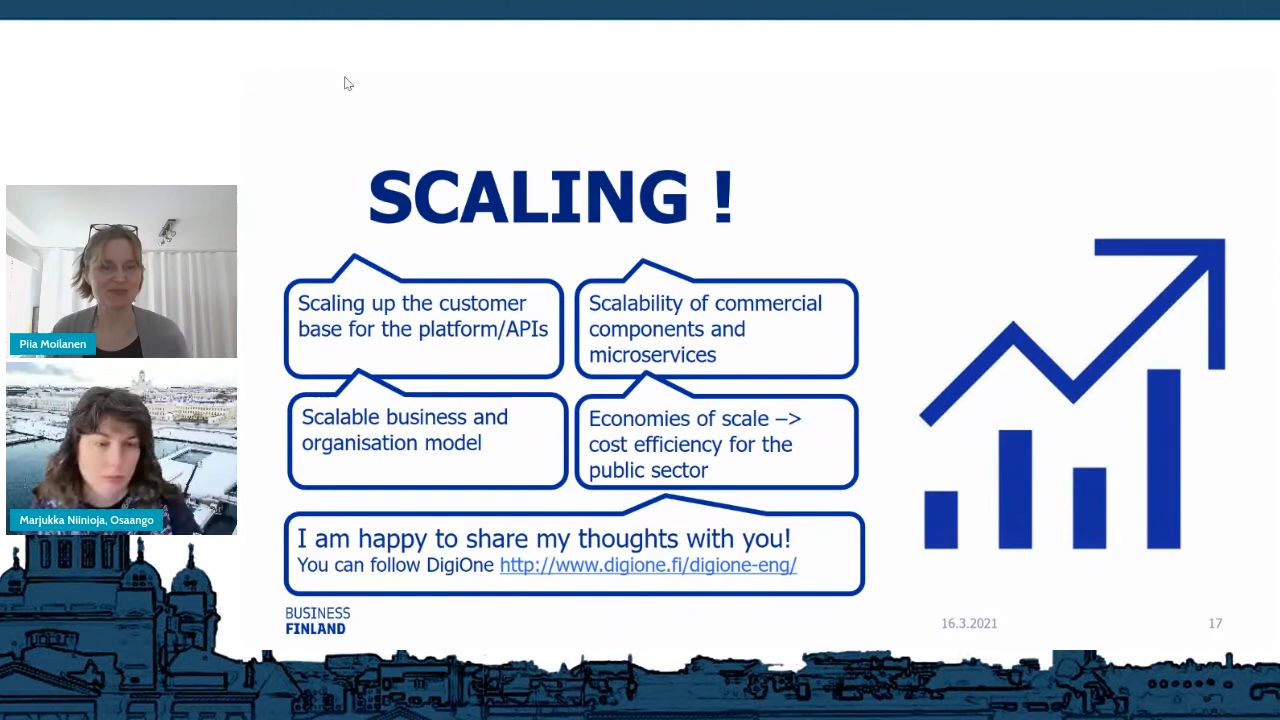 SCALING !
Scaling up the customer
base for the platform/APIs
Scalability of commercial
components and
microservices
Scalable business and
organisation model
Economies of scale –>
cost efficiency for the
public sector
I am happy to share my thoughts with you!
You can follow DigiOne http://www.digione.fi/digione-eng/
BUSINESS
FINLAND
16.3.2021
17
Piia Moilanen
Marjukka Niinioja, Osaango